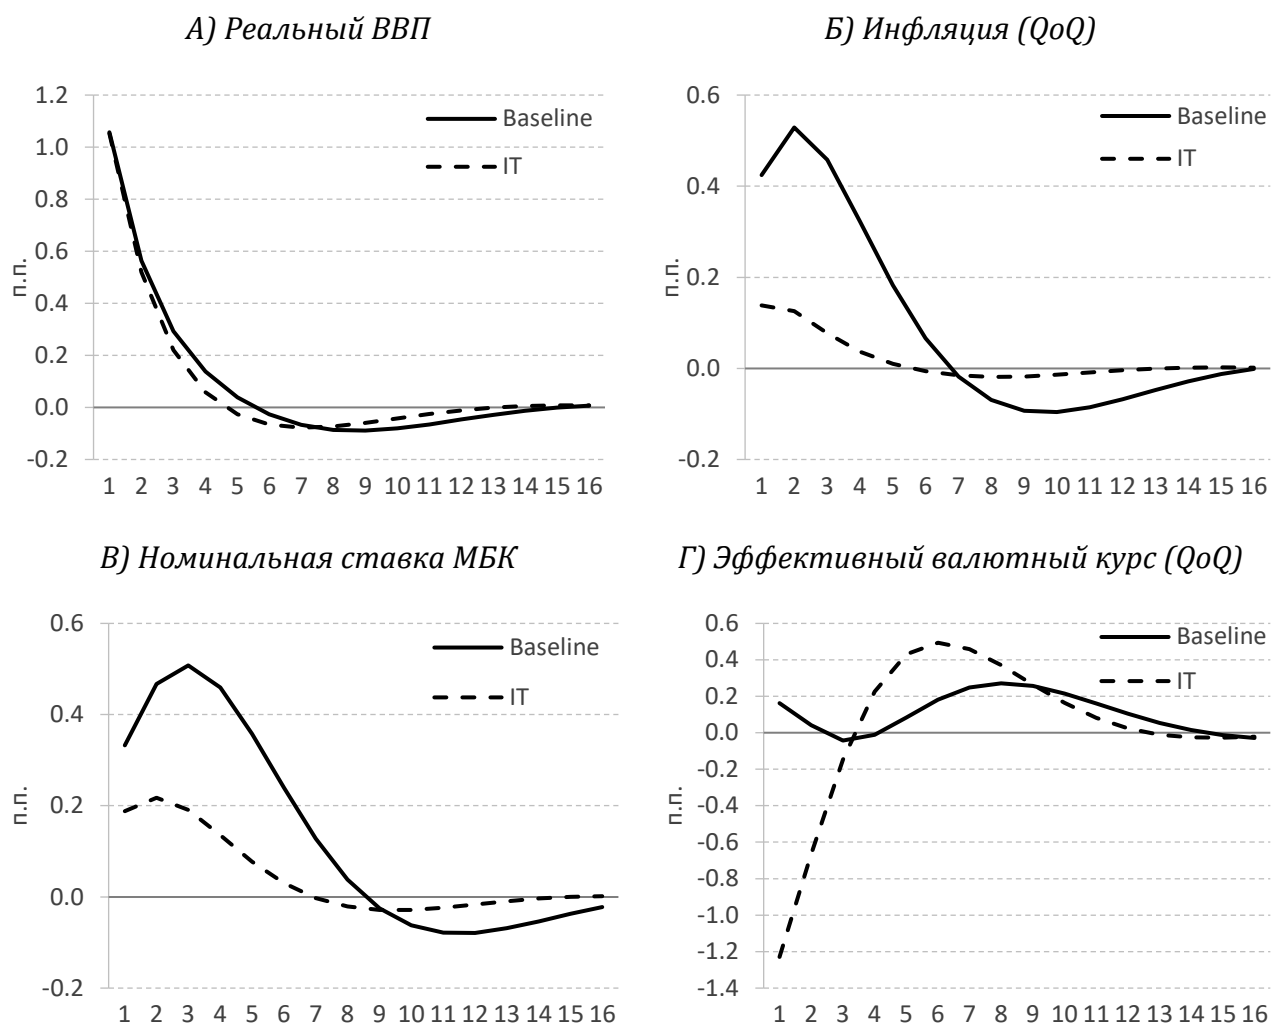 А) Реальный ВВП
1.2
1.0
0.8
0.6
0.4
0.2
0.0
-0.2
п.п.
Baseline
IT
1 2 3 4 5 6 7 8 9 10 11 12 13 14 15 16
Б) Инфляция (QoQ)
0.6
0.4
0.2
0.0
-0.2
п.п.
Baseline
IT
1 2 3 4 5 6 7 8 9 10 11 12 13 14 15 16
В) Номинальная ставка МБК
0.6
0.4
0.2
0.0
-0.2
п.п.
Baseline
IT
1 2 3 4 5 6 7 8 9 10 11 12 13 14 15 16
Г) Эффективный валютный курс (QoQ)
0.6
0.4
0.2
0.0
-0.2
-0.4
-0.6
-0.8
-1.0
-1.2
-1.4
п.п.
Baseline
IT
1 2 3 4 5 6 7 8 9 10 11 12 13 14 15 16